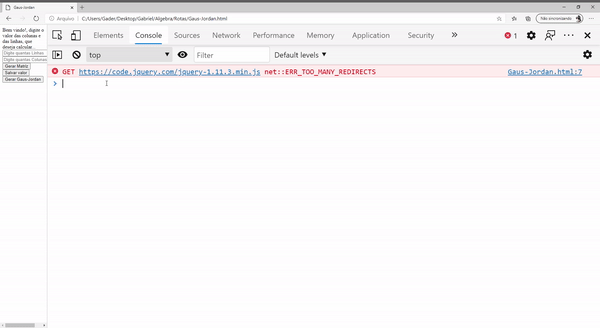 Gaus-Jordan
Arquivo
C:/Users/Gader/Desktop/Gabriel/Algebra/Rotas/Gaus-Jordan.html
Não sincronizando
Bem vindo!, digite o
valor das colunas e
das linhas, que
deseja calcular..
Digite quantas Linhas
Digite quantas Colunas
Gerar Matriz
Salvar valor
Gerar Gaus-Jordan
Elements Console Sources Network Performance Memory Application Security » 1
top Filter Default levels ▼
GET https://code.jquery.com/jquery-1.11.3.min.js net::ERR_TOO_MANY_REDIRECTS Gaus-Jordan.html:7
>